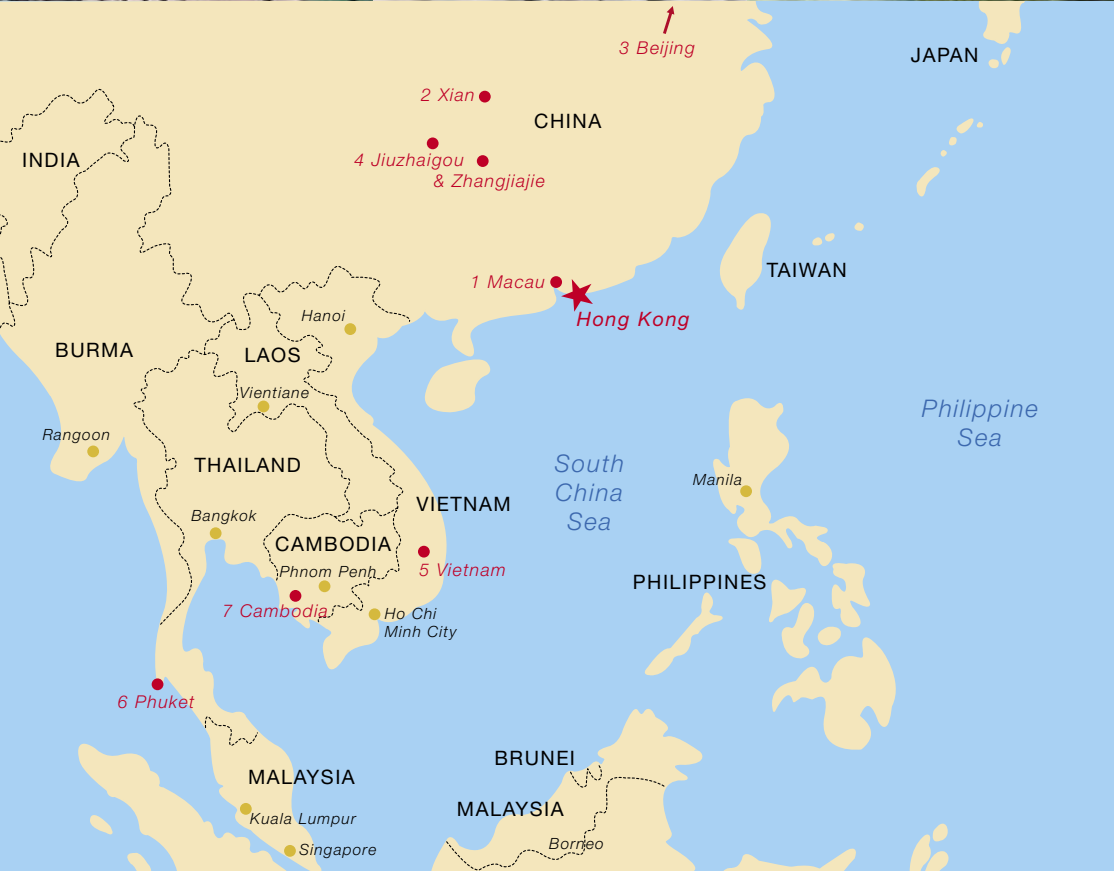 3 Beijing
JAPAN
2 Xian
CHINA
INDIA
4 Jiuzhaigou
& Zhangjiajie
TAIWAN
1 Macau
Hong Kong
Hanoi
BURMA
LAOS
Vientiane
Philippine
Sea
Rangoon
THAILAND
South
China
Sea
Manila
VIETNAM
Bangkok
CAMBODIA
Phnom Penh
5 Vietnam
PHILIPPINES
7 Cambodia
Ho Chi
Minh City
6 Phuket
BRUNEI
MALAYSIA
MALAYSIA
Kuala Lumpur
Borneo
Singapore